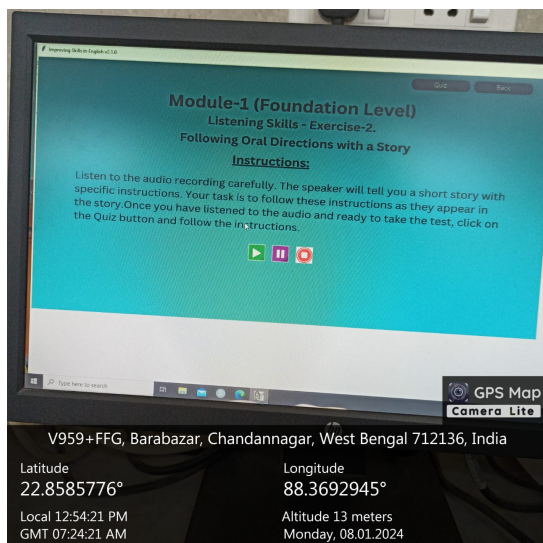 Improving Skills in English v2.1.0
Quiz
Back
Module-1 (Foundation Level)
Listening Skills - Exercise-2.
Following Oral Directions with a Story
Instructions:
Listen to the audio recording carefully. The speaker will tell you a short story with
specific instructions. Your task is to follow these instructions as they appear in
the story.Once you have listened to the audio and ready to take the test, click on
the Quiz button and follow the instructions.
Type here to search
GPS Map
Camera Lite
V959+FFG, Barabazar, Chandannagar, West Bengal 712136, India
Latitude
22.8585776°
Longitude
88.3692945°
Local 12:54:21 PM
GMT 07:24:21 AM
Altitude 13 meters
Monday, 08.01.2024